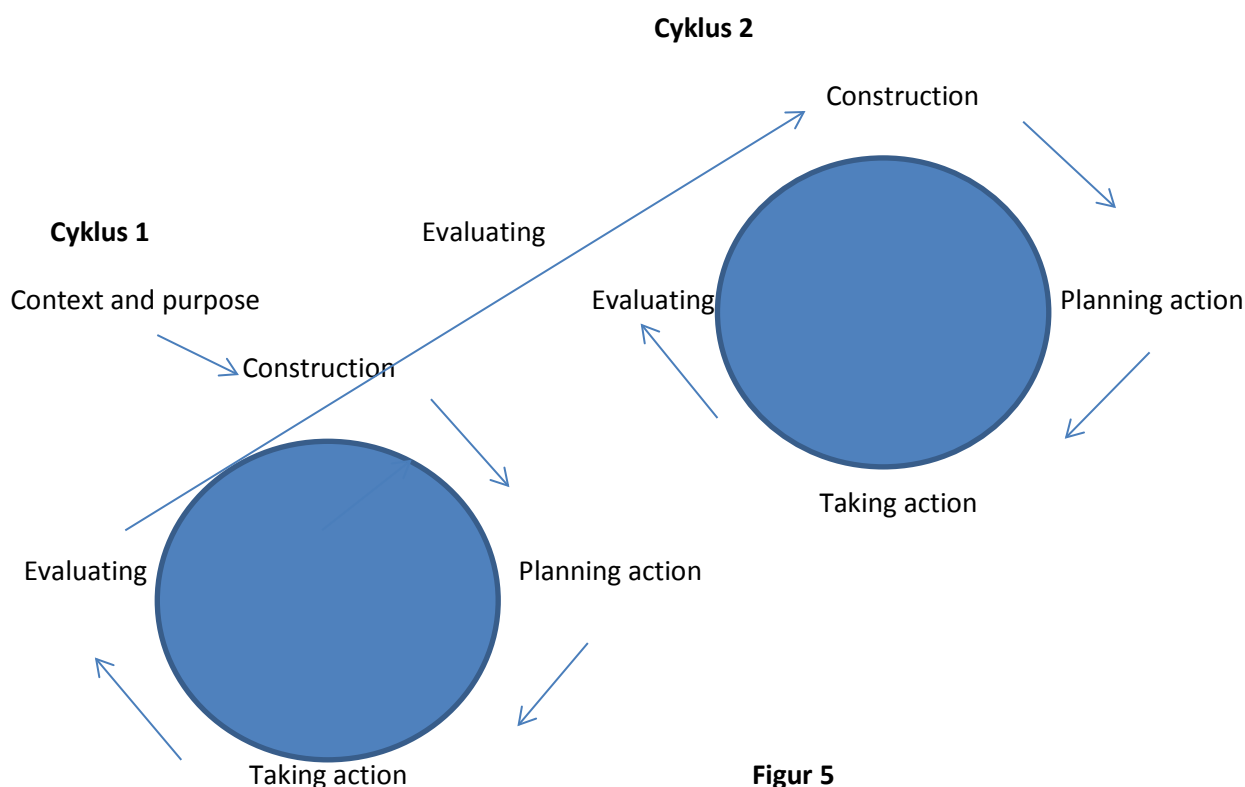 Cyklus 2
Construction
Cyklus 1
Evaluating
Context and purpose
Evaluating
Planning action
Construction
Taking action
Evaluating
Planning action
Taking action
Figur 5